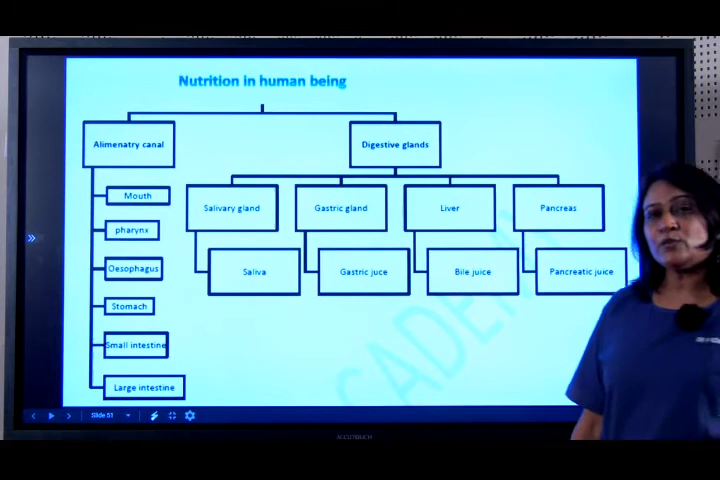 Nutrition in human being
Alimenatry canal
Digestive glands
Mouth
pharynx
Oesophagus
Stomach
Small intestine
Large intestine
Salivary gland
Gastric gland
Liver
Pancreas
Saliva
Gastric juce
Bile juice
Pancreatic juice
CADEM
Slide 51